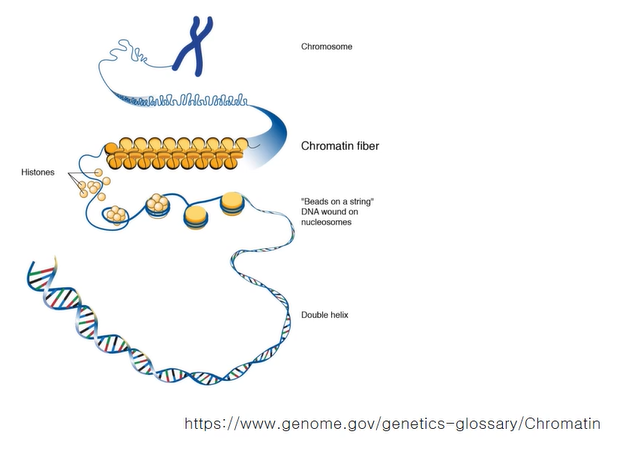 Chromosome
Chromatin fiber
Histones
"Beads on a string"
DNA wound on
nucleosomes
Double helix
https://www.genome.gov/genetics-glossary/Chromatin